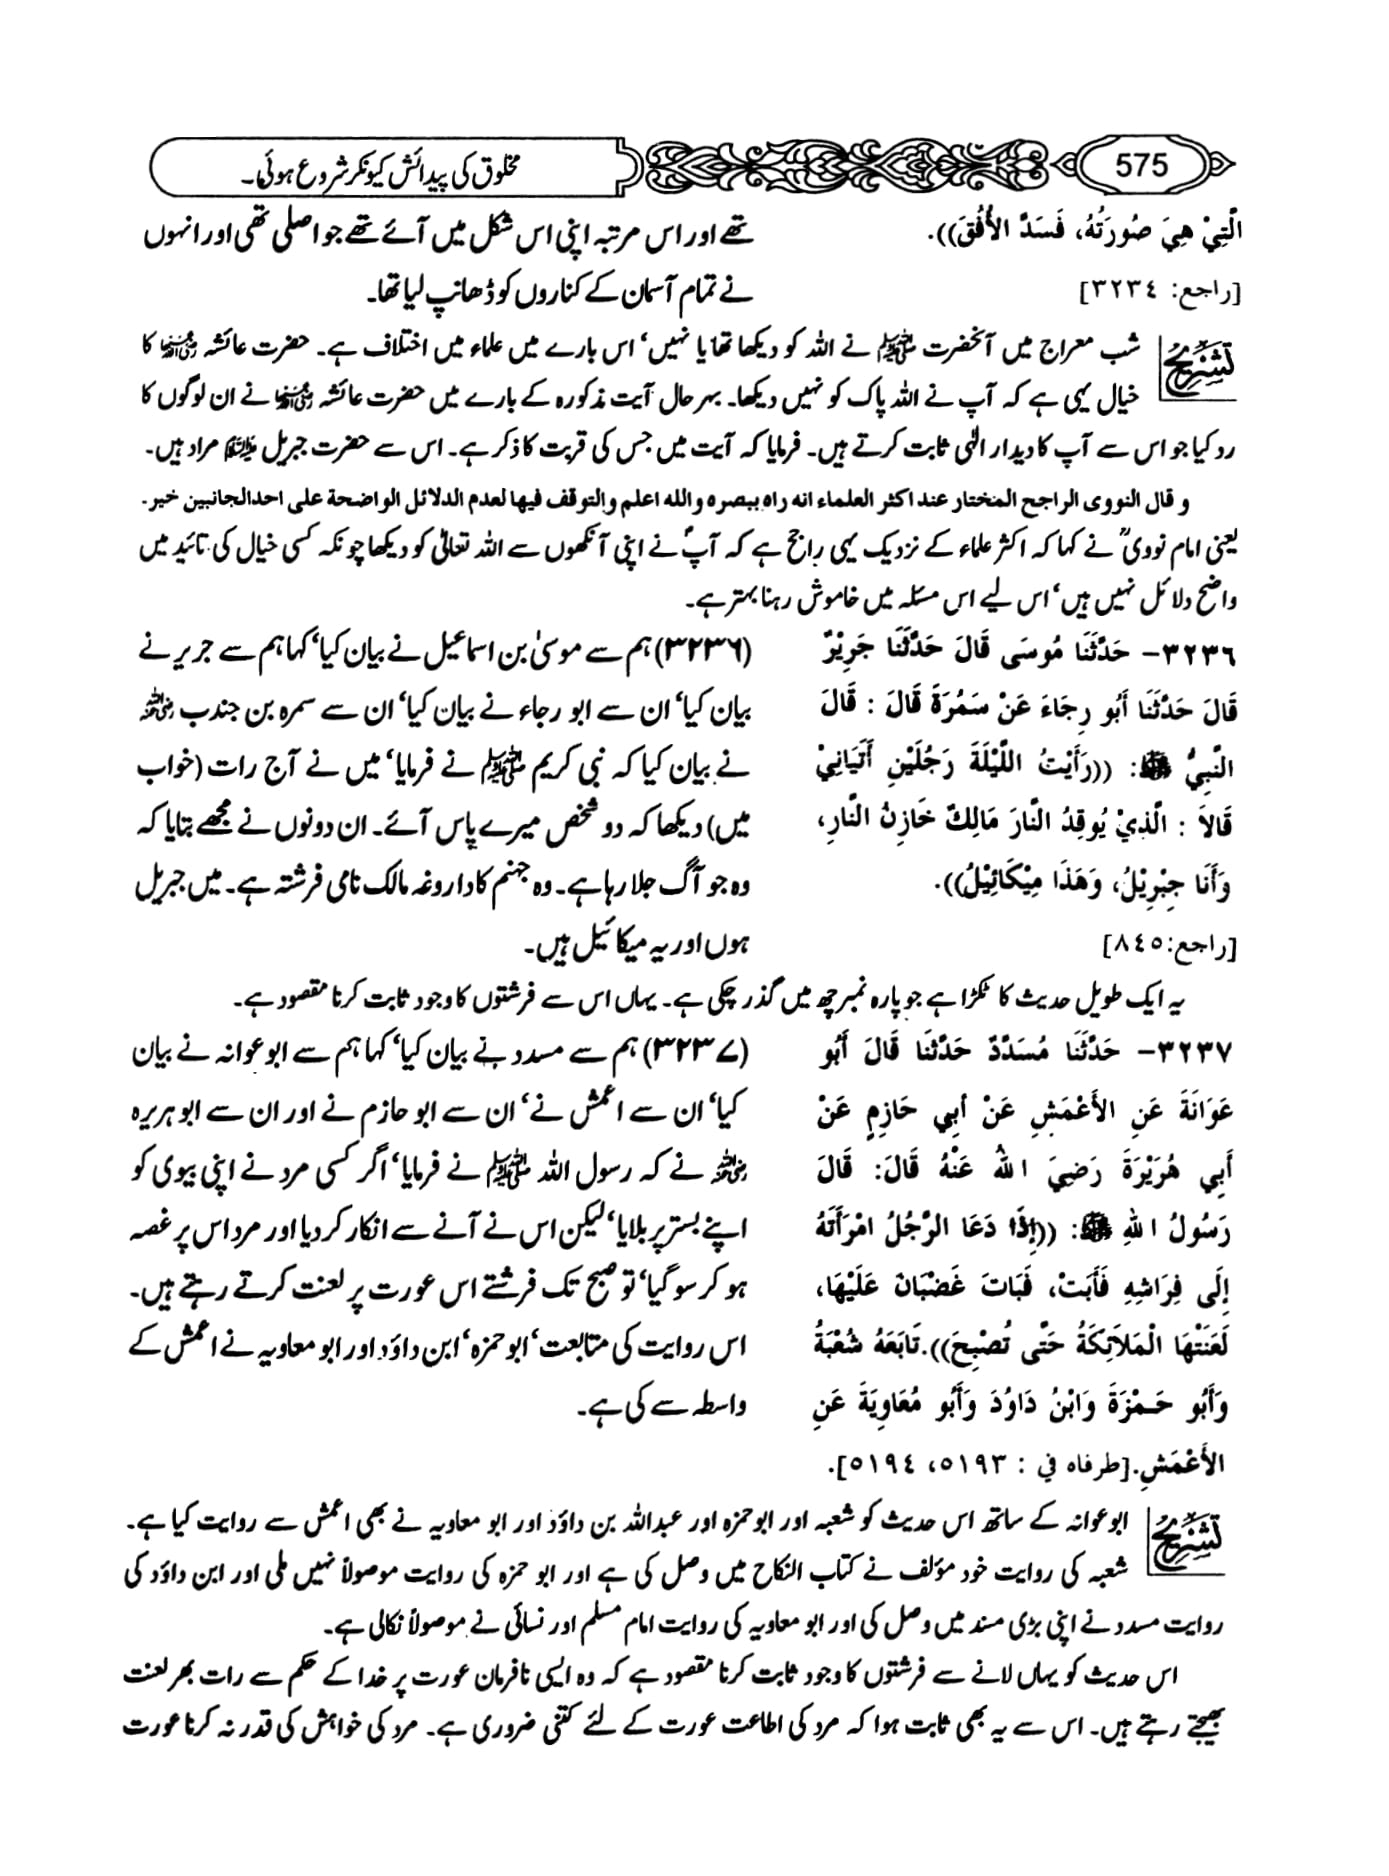 575
مخلوق کی پیدائش کیونکر شروع ہوئی۔
الَّتِيْ هِيَ صُورَتُهُ، فَسَدَّ الأُفُقَ)).
[راجع: ٣٢٣٤]
تھے اور اس مرتبہ اپنی اس شکل میں آئے تھے جو اصلی تھی اور انہوں
نے تمام آسمان کے کناروں کو ڈھانپ لیا تھا۔
تشریح
شب معراج میں آنحضرت ﷺ نے اللہ کو دیکھا تھا یا نہیں‘ اس بارے میں علماء میں اختلاف ہے۔ حضرت عائشہ رضی اللہ عنہا کا
خیال یہی ہے کہ آپ نے اللہ پاک کو نہیں دیکھا۔ بہرحال آیت مذکورہ کے بارے میں حضرت عائشہ رضی اللہ عنہا نے ان لوگوں کا
رد کیا جو اس سے آپ کا دیدار الٰہی ثابت کرتے ہیں۔ فرمایا کہ آیت میں جس کی قربت کا ذکر ہے۔ اس سے حضرت جبریل علیہ السلام مراد ہیں۔
و قال النووی الراجح المختار عند اکثر العلماء انه راه ببصره والله اعلم والتوقف فیها لعدم الدلائل الواضحة علی احد الجانبین خیر۔
یعنی امام نوویؒ نے کہا کہ اکثر علماء کے نزدیک یہی راجح ہے کہ آپؐ نے اپنی آنکھوں سے اللہ تعالیٰ کو دیکھا چونکہ کسی خیال کی تائید میں
واضح دلائل نہیں ہیں‘ اس لیے اس مسئلہ میں خاموش رہنا بہتر ہے۔
٣٢٣٦- حَدَّثَنَا مُوسَى قَالَ حَدَّثَنَا جَرِيْرٌ
قَالَ حَدَّثَنَا أَبُو رِجَاءَ عَنْ سَمُرَةَ قَالَ : قَالَ
النَّبِيُّ ﷺ: ((رَأَيْتُ اللَّيْلَةَ رَجُلَيْنِ أَتَيَانِيْ
قَالاَ : الَّذِيْ يُوقِدُ النَّارَ مَالِكٌ خَازِنُ النَّارِ،
وَأَنَا جِبْرِيْلُ، وَهَذَا مِيْكَائِيْلُ)).
[راجع:٨٤٥]
(۳۲۳۶) ہم سے موسیٰ بن اسماعیل نے بیان کیا‘ کہا ہم سے جریر نے
بیان کیا‘ ان سے ابو رجاء نے بیان کیا‘ ان سے سمرہ بن جندب رضی اللہ عنہ
نے بیان کیا کہ نبی کریم ﷺ نے فرمایا‘ میں نے آج رات (خواب
میں) دیکھا کہ دو شخص میرے پاس آئے۔ ان دونوں نے مجھے بتایا کہ
وہ جو آگ جلا رہا ہے۔ وہ جہنم کا داروغہ مالک نامی فرشتہ ہے۔ میں جبریل
ہوں اور یہ میکائیل ہیں۔
یہ ایک طویل حدیث کا ٹکڑا ہے جو پارہ نمبر چھ میں گذر چکی ہے۔ یہاں اس سے فرشتوں کا وجود ثابت کرنا مقصود ہے۔
٣٢٣٧- حَدَّثَنَا مُسَدَّدٌ حَدَّثَنَا قَالَ أَبُو
عَوَانَةَ عَنِ الأَعْمَشِ عَنْ أَبِي حَازِمٍ عَنْ
أَبِي هُرَيْرَةَ رَضِيَ اللهُ عَنْهُ قَالَ: قَالَ
رَسُولُ اللهِ ﷺ: ((إِذَا دَعَا الرَّجُلُ امْرَأَتَهُ
إِلَى فِرَاشِهِ فَأَبَتْ، فَبَاتَ غَضْبَانَ عَلَيْهَا،
لَعَنَتْهَا الْمَلاَئِكَةُ حَتَّى تُصْبِحَ)).تَابَعَهُ شُعْبَةُ
وَأَبُو حَمْزَةَ وَابْنُ دَاوُدَ وَأَبُو مُعَاوِيَةَ عَنِ
الأَعْمَشِ.[طرفاه في : ٥١٩٣، ٥١٩٤].
(۳۲۳۷) ہم سے مسدد نے بیان کیا‘ کہا ہم سے ابوعوانہ نے بیان
کیا‘ ان سے اعمش نے‘ ان سے ابو حازم نے اور ان سے ابو ہریرہ
رضی اللہ عنہ نے کہ رسول اللہ ﷺ نے فرمایا‘ اگر کسی مرد نے اپنی بیوی کو
اپنے بستر پر بلایا‘ لیکن اس نے آنے سے انکار کردیا اور مرد اس پر غصہ
ہو کر سو گیا‘ تو صبح تک فرشتے اس عورت پر لعنت کرتے رہتے ہیں۔
اس روایت کی متابعت‘ ابو حمزہ‘ ابن داؤد اور ابو معاویہ نے اعمش کے
واسطہ سے کی ہے۔
تشریح
ابوعوانہ کے ساتھ اس حدیث کو شعبہ اور ابوحمزہ اور عبداللہ بن داؤد اور ابو معاویہ نے بھی اعمش سے روایت کیا ہے۔
شعبہ کی روایت خود مؤلف نے کتاب النکاح میں وصل کی ہے اور ابو حمزہ کی روایت موصولاً نہیں ملی اور ابن داؤد کی
روایت مسدد نے اپنی بڑی مسند میں وصل کی اور ابو معاویہ کی روایت امام مسلم اور نسائی نے موصولاً نکالی ہے۔
اس حدیث کو یہاں لانے سے فرشتوں کا وجود ثابت کرنا مقصود ہے کہ وہ ایسی نافرمان عورت پر خدا کے حکم سے رات بھر لعنت
بھیجتے رہتے ہیں۔ اس سے یہ بھی ثابت ہوا کہ مرد کی اطاعت عورت کے لئے کتنی ضروری ہے۔ مرد کی خواہش کی قدر نہ کرنا عورت